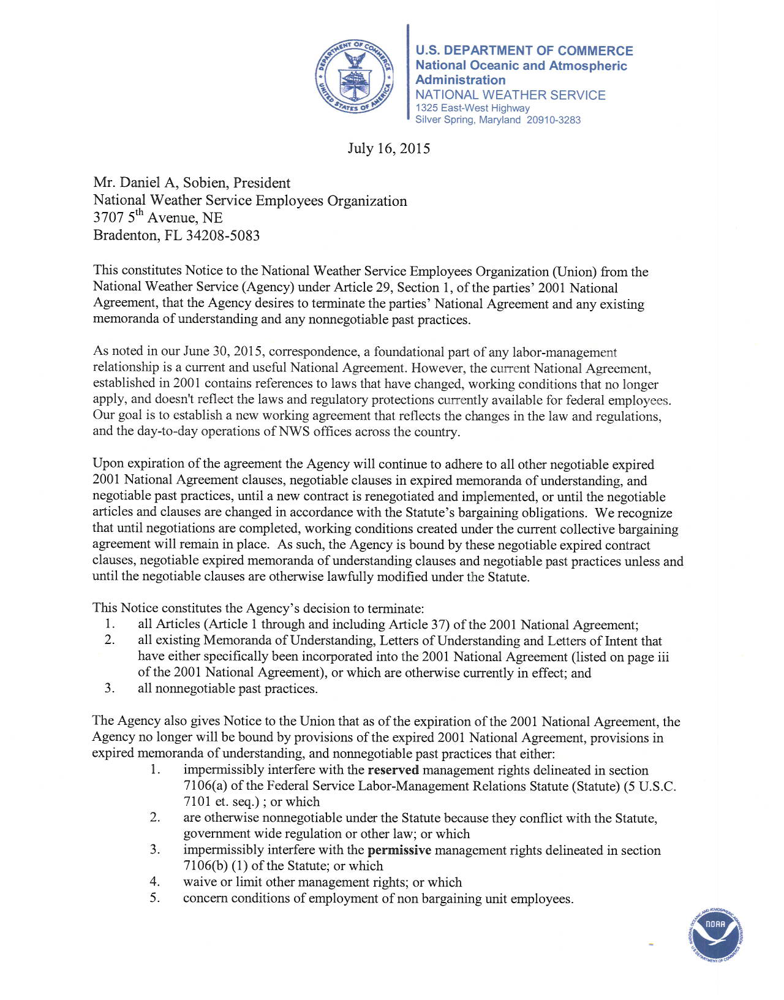 DEPARTMENT OF COMMERCE
UNITED STATES OF AMERICA
U.S. DEPARTMENT OF COMMERCE
National Oceanic and Atmospheric
Administration
NATIONAL WEATHER SERVICE
1325 East-West Highway
Silver Spring, Maryland 20910-3283
July 16, 2015
Mr. Daniel A, Sobien, President
National Weather Service Employees Organization
3707 5th Avenue, NE
Bradenton, FL 34208-5083
This constitutes Notice to the National Weather Service Employees Organization (Union) from the
National Weather Service (Agency) under Article 29, Section 1, of the parties' 2001 National
Agreement, that the Agency desires to terminate the parties' National Agreement and any existing
memoranda of understanding and any nonnegotiable past practices.
As noted in our June 30, 2015, correspondence, a foundational part of any labor-management
relationship is a current and useful National Agreement. However, the current National Agreement,
established in 2001 contains references to laws that have changed, working conditions that no longer
apply, and doesn't reflect the laws and regulatory protections currently available for federal employees.
Our goal is to establish a new working agreement that reflects the changes in the law and regulations,
and the day-to-day operations of NWS offices across the country.
Upon expiration of the agreement the Agency will continue to adhere to all other negotiable expired
2001 National Agreement clauses, negotiable clauses in expired memoranda of understanding, and
negotiable past practices, until a new contract is renegotiated and implemented, or until the negotiable
articles and clauses are changed in accordance with the Statute's bargaining obligations. We recognize
that until negotiations are completed, working conditions created under the current collective bargaining
agreement will remain in place. As such, the Agency is bound by these negotiable expired contract
clauses, negotiable expired memoranda of understanding clauses and negotiable past practices unless and
until the negotiable clauses are otherwise lawfully modified under the Statute.
This Notice constitutes the Agency's decision to terminate:
1. all Articles (Article 1 through and including Article 37) of the 2001 National Agreement;
2. all existing Memoranda of Understanding, Letters of Understanding and Letters of Intent that
have either specifically been incorporated into the 2001 National Agreement (listed on page iii
of the 2001 National Agreement), or which are otherwise currently in effect; and
3. all nonnegotiable past practices.
The Agency also gives Notice to the Union that as of the expiration of the 2001 National Agreement, the
Agency no longer will be bound by provisions of the expired 2001 National Agreement, provisions in
expired memoranda of understanding, and nonnegotiable past practices that either:
1. impermissibly interfere with the reserved management rights delineated in section
7106(a) of the Federal Service Labor-Management Relations Statute (Statute) (5 U.S.C.
7101 et. seq.) ; or which
2. are otherwise nonnegotiable under the Statute because they conflict with the Statute,
government wide regulation or other law; or which
3. impermissibly interfere with the permissive management rights delineated in section
7106(b) (1) of the Statute; or which
4. waive or limit other management rights; or which
5. concern conditions of employment of non bargaining unit employees.
NATIONAL OCEANIC AND ATMOSPHERIC ADMINISTRATION
NOAA
U.S. DEPARTMENT OF COMMERCE